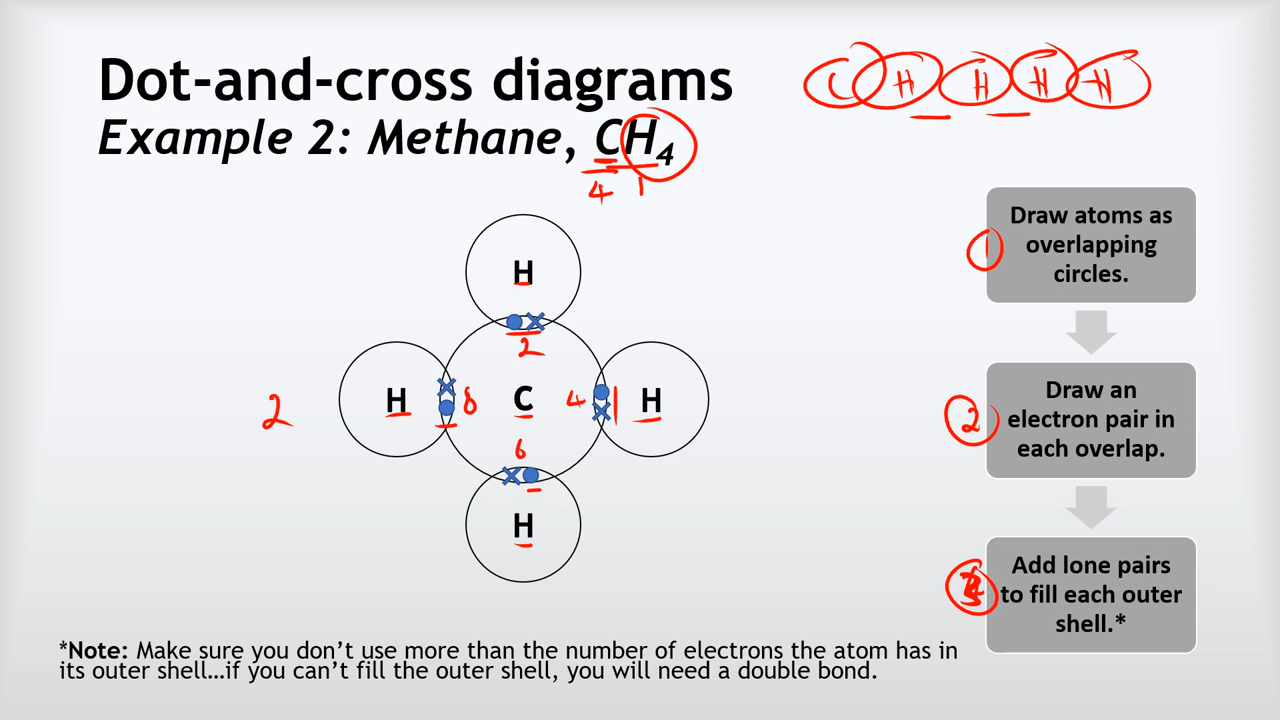 Dot-and-cross diagrams
Example 2: Methane, CH₄
4 1
C H H H H
Draw atoms as
overlapping
circles.
1
Draw an
electron pair in
each overlap.
2
Add lone pairs
to fill each outer
shell.*
H
2
2 H 8 C 4 1 H
6
H
*Note: Make sure you don’t use more than the number of electrons the atom has in
its outer shell…if you can’t fill the outer shell, you will need a double bond.